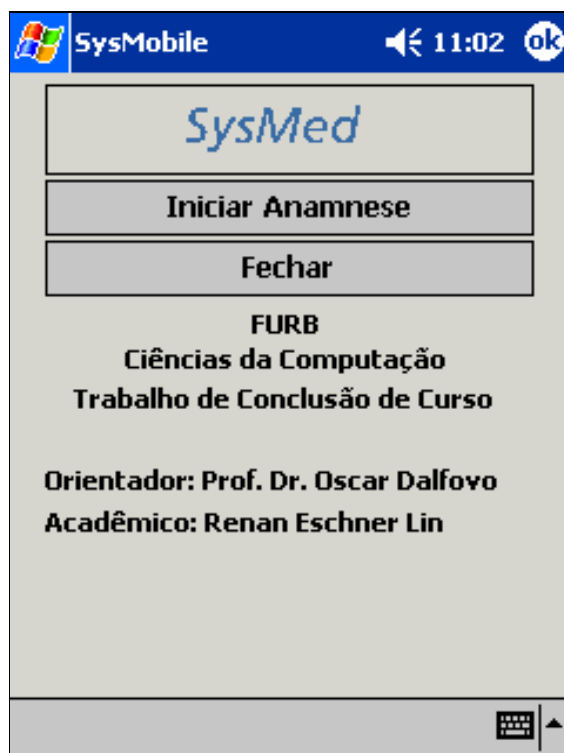 SysMobile 11:02 ok
SysMed
Iniciar Anamnese
Fechar
FURB
Ciências da Computação
Trabalho de Conclusão de Curso
Orientador: Prof. Dr. Oscar Dalfovo
Acadêmico: Renan Eschner Lin